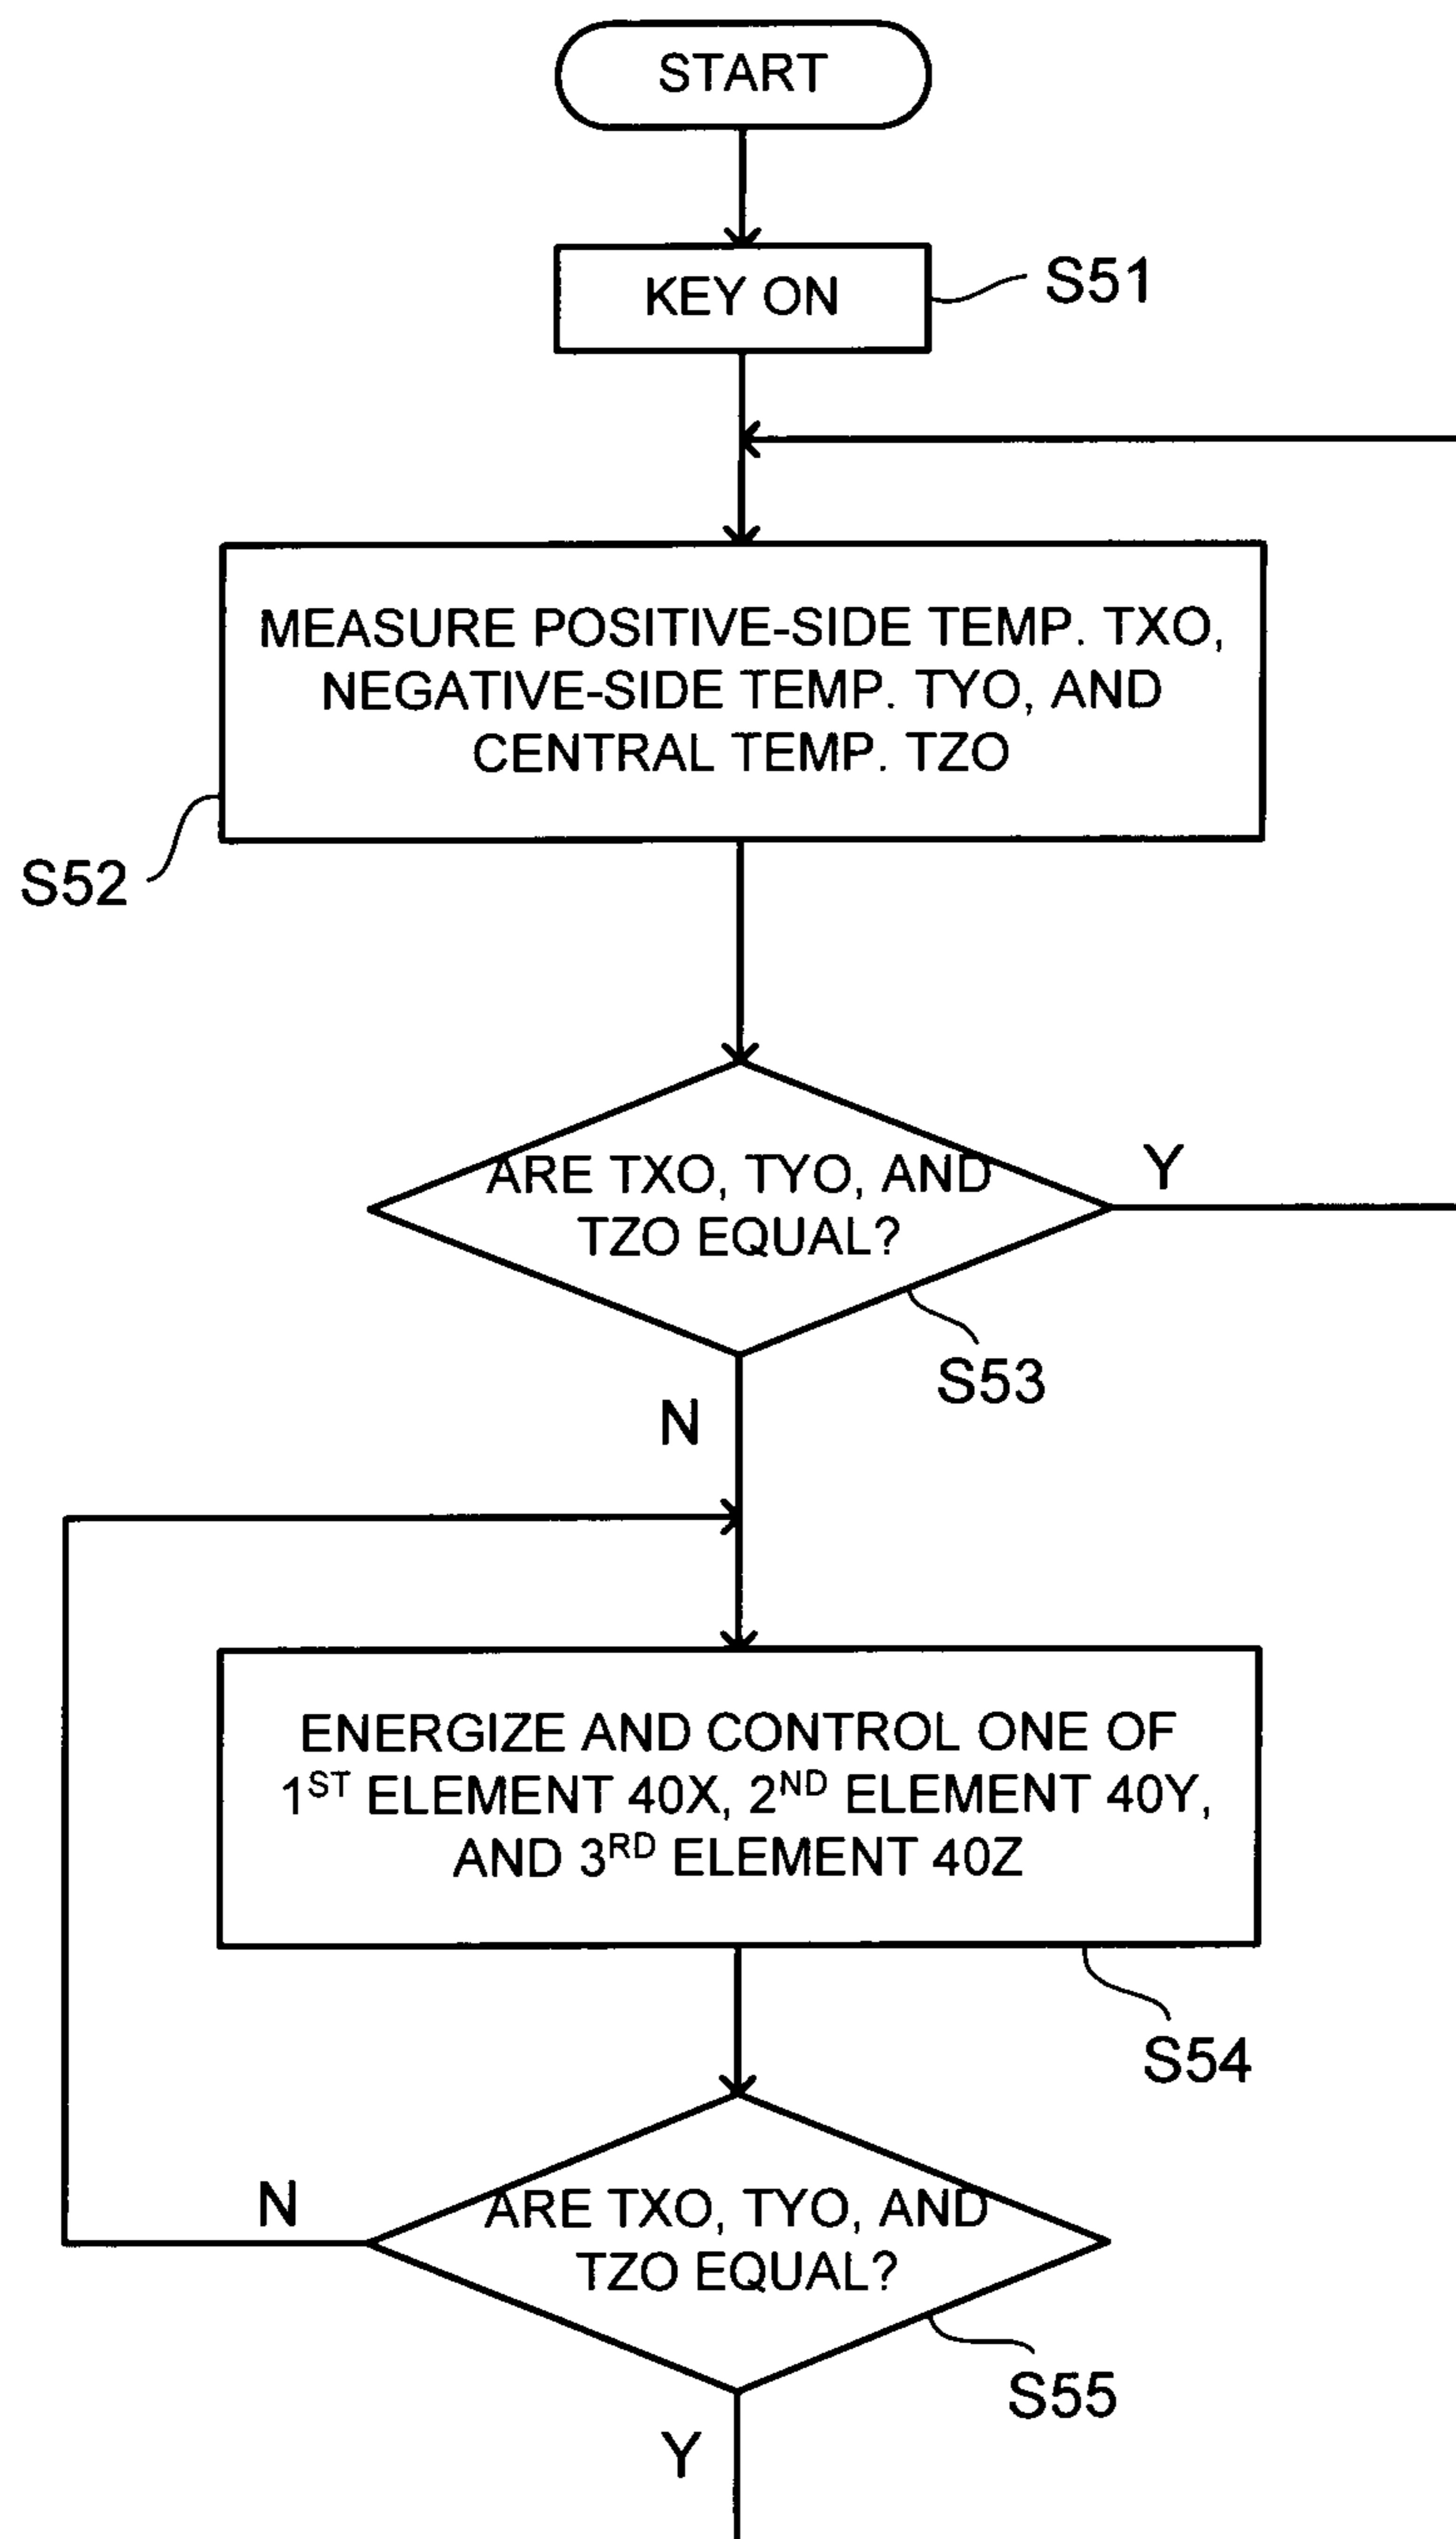 START
KEY ON
S51
MEASURE POSITIVE-SIDE TEMP. TXO,
NEGATIVE-SIDE TEMP. TYO, AND
CENTRAL TEMP. TZO
S52
ARE TXO, TYO, AND
TZO EQUAL?
Y
S53
N
ENERGIZE AND CONTROL ONE OF
1ST ELEMENT 40X, 2ND ELEMENT 40Y,
AND 3RD ELEMENT 40Z
S54
ARE TXO, TYO, AND
TZO EQUAL?
N
S55
Y